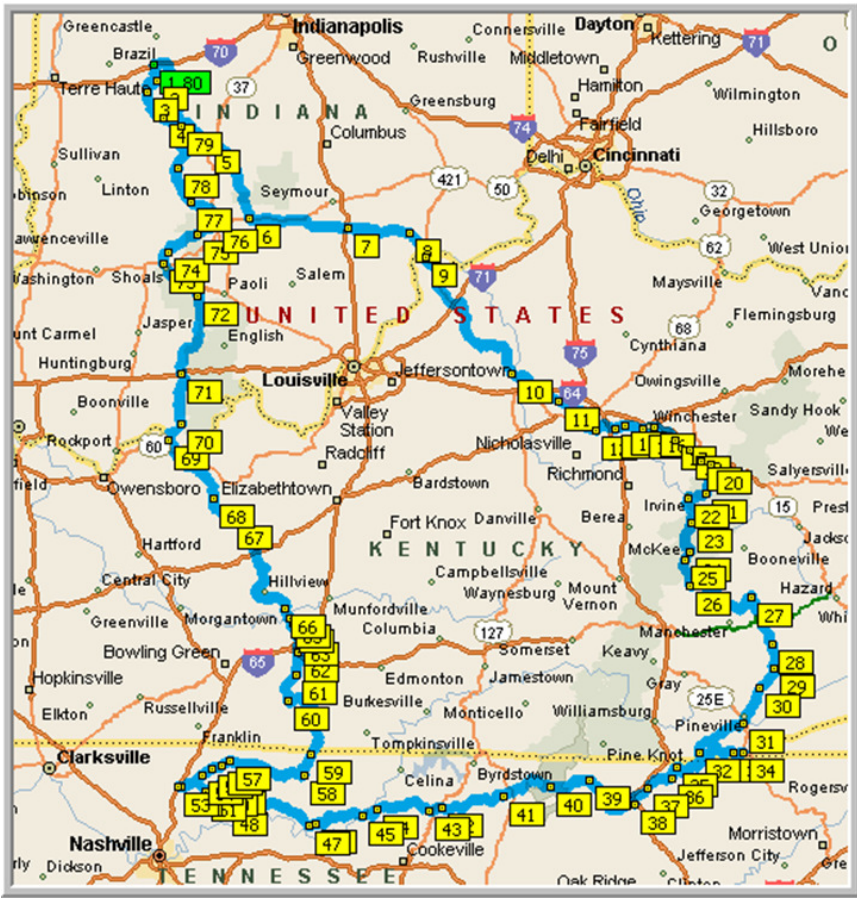 Greencastle
Indianapolis
Connersville
Dayton
Kettering
71
O
Brazil
70
Greenwood
Rushville
Middletown
Terre Haute
1 80
37
Hamilton
Wilmington
3
INDIANA
Greensburg
74
Fairfield
4
79
Columbus
Hillsboro
Sullivan
5
Delhi
Cincinnati
Linton
78
Seymour
421
50
Ohio
32
77
Georgetown
76
6
7
8
62
West Union
Shoals
74
Paoli
Salem
9
71
Maysville
72
UNITED STATES
Flemingsburg
Jasper
English
68
Cynthiana
Huntingburg
75
Louisville
Jeffersontown
Owingsville
Boonville
71
10
64
Valley
Station
11
Winchester
Sandy Hook
Rockport
60
70
69
Radcliff
Nicholasville
Richmond
20
Owensboro
Elizabethtown
Bardstown
Irvine
15
68
Fort Knox
Danville
Berea
22
67
23
Hartford
KENTUCKY
McKee
Booneville
Central City
Hillview
Campbellsville
25
Waynesburg
Mount
Vernon
26
Hazard
Greenville
Morgantown
Munfordville
27
66
Columbia
127
Manchester
Bowling Green
65
62
Somerset
Keavy
28
Hopkinsville
61
Edmonton
Jamestown
Gray
29
Elkton
Russellville
60
Burkesville
Monticello
25E
30
Williamsburg
Pineville
Franklin
Tompkinsville
31
Clarksville
59
Pine Knot
57
58
Celina
Byrdstown
32
34
53
51
48
39
40
36
37
41
38
45
43
47
Nashville
Cookeville
Morristown
Dickson
Jefferson City
TENNESSEE
Oak Ridge
Clinton